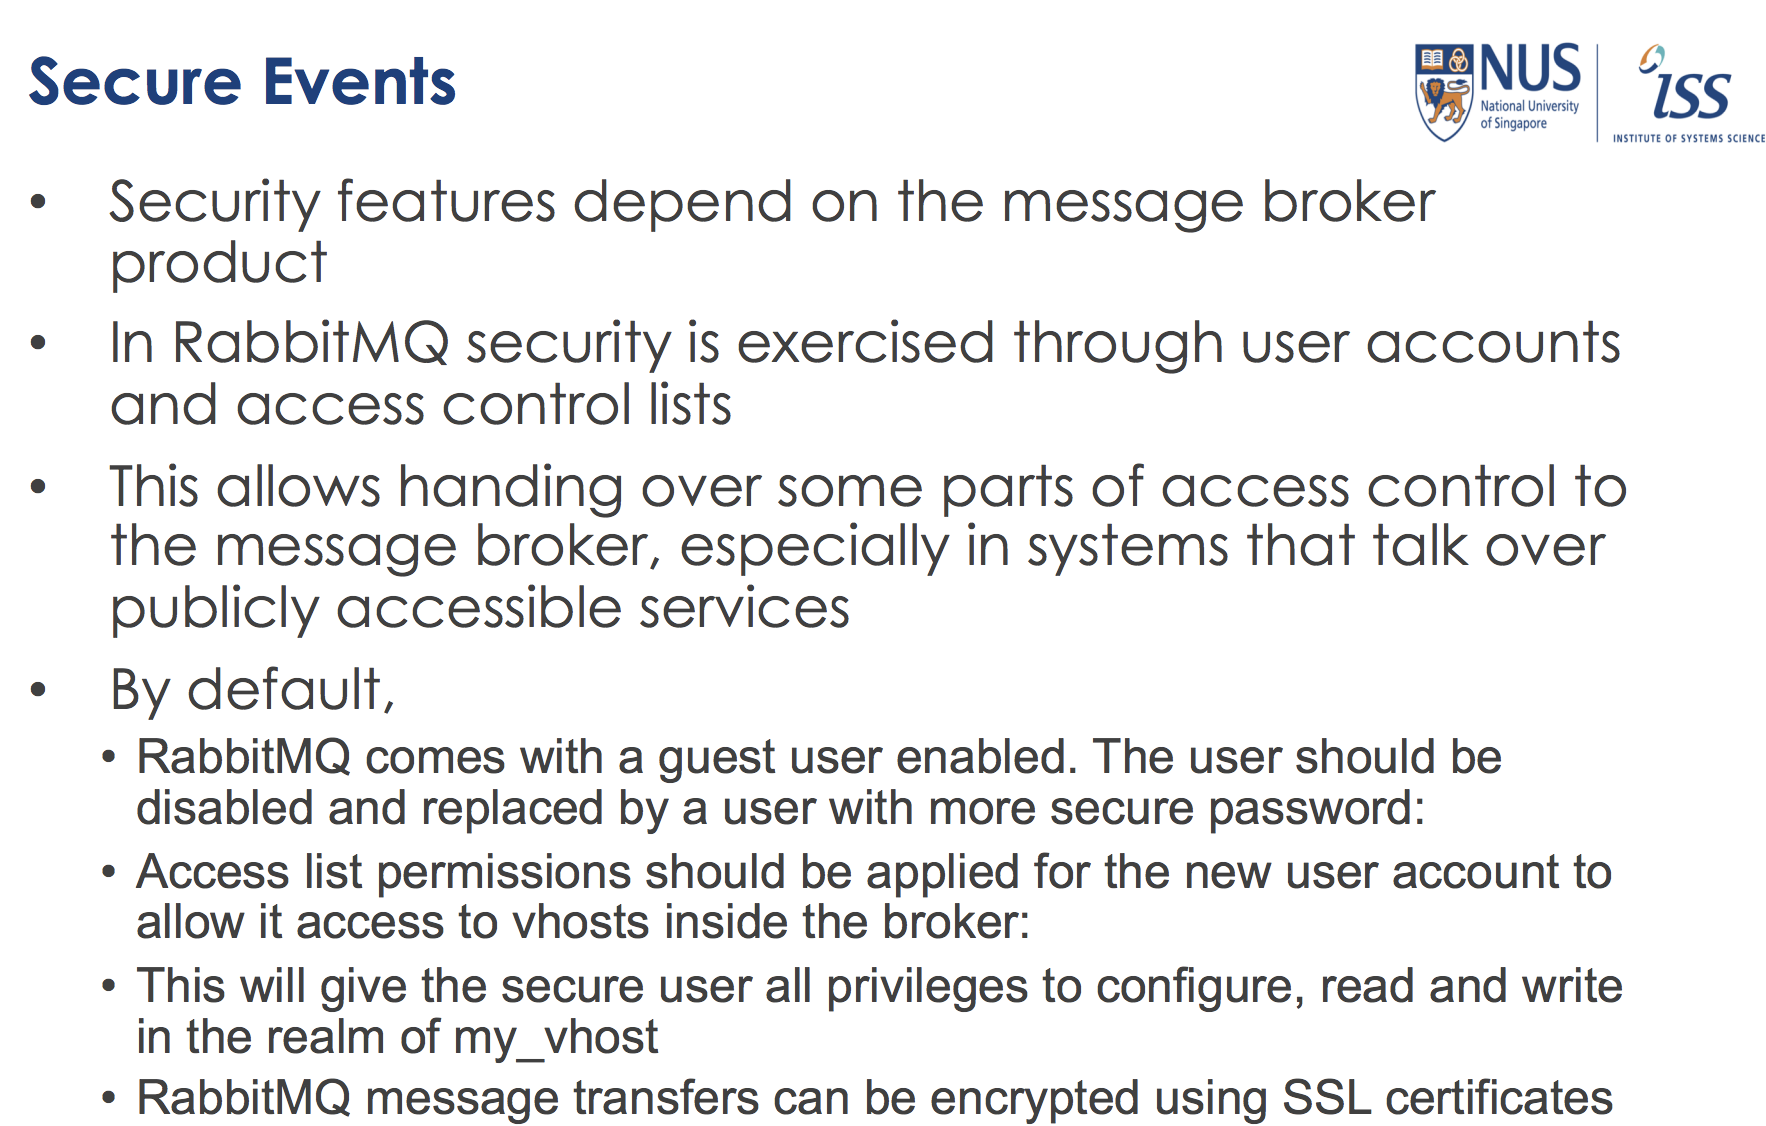 Secure Events
NUS
National University
of Singapore
iss
INSTITUTE OF SYSTEMS SCIENCE
• Security features depend on the message broker
product
• In RabbitMQ security is exercised through user accounts
and access control lists
• This allows handing over some parts of access control to
the message broker, especially in systems that talk over
publicly accessible services
• By default,
• RabbitMQ comes with a guest user enabled. The user should be
disabled and replaced by a user with more secure password:
• Access list permissions should be applied for the new user account to
allow it access to vhosts inside the broker:
• This will give the secure user all privileges to configure, read and write
in the realm of my_vhost
• RabbitMQ message transfers can be encrypted using SSL certificates